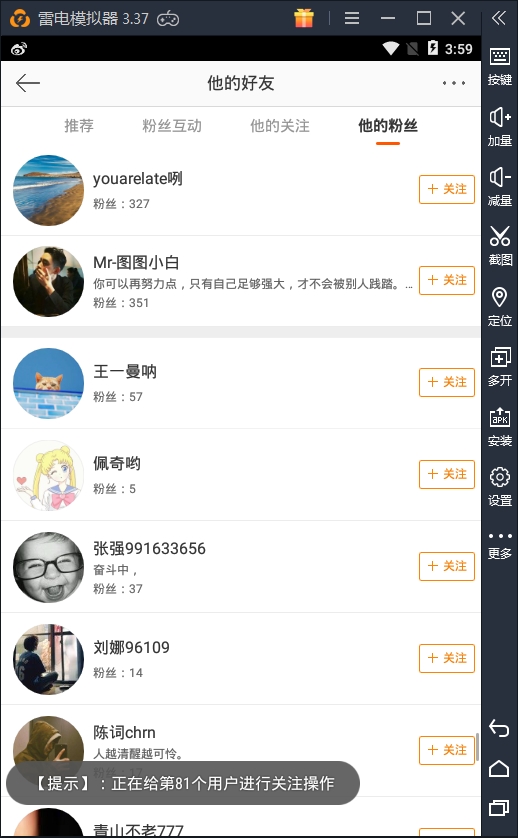 雷电模拟器 3.37
3:59
他的好友
推荐 粉丝互动 他的关注 他的粉丝
youarelate咧
粉丝：327
+ 关注
Mr-图图小白
你可以再努力点，只有自己足够强大，才不会被别人践踏。...
粉丝：351
+ 关注
王一曼呐
粉丝：57
+ 关注
佩奇哟
粉丝：5
+ 关注
张强991633656
奋斗中，
粉丝：37
+ 关注
刘娜96109
粉丝：14
+ 关注
陈词chrn
人越清醒越可怜。
+ 关注
【提示】：正在给第81个用户进行关注操作
青山不老777
按键
加量
减量
截图
定位
多开
APK
安装
设置
更多